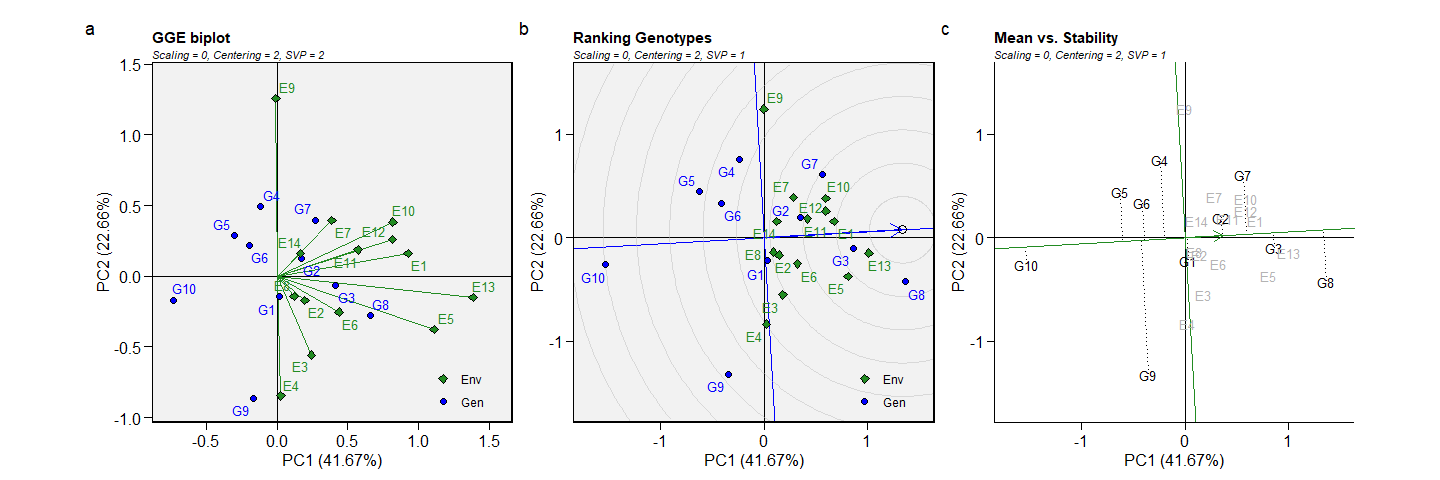 a
GGE biplot
Scaling = 0, Centering = 2, SVP = 2
1.5
1.0
0.5
0.0
-0.5
-1.0
PC2 (22.66%)
E9
G4
G7
E10
G5
E7
E12
E14
G6
G2
E11
E1
G10
E13
G1
E2
G3
G8
E6
E5
E3
E4
G9
Env
Gen
-0.5
0.0
0.5
1.0
1.5
PC1 (41.67%)
b
Ranking Genotypes
Scaling = 0, Centering = 2, SVP = 1
1
0
-1
PC2 (22.66%)
E9
G4
G7
G5
E7
E10
G6
G2
E12
E14
E11
E1
G10
E8
G1
E2
E6
G3
E13
E5
G8
E3
E4
G9
Env
Gen
-1
0
1
PC1 (41.67%)
c
Mean vs. Stability
Scaling = 0, Centering = 2, SVP = 1
1
0
-1
PC2 (22.66%)
E9
G4
G7
G5
G6
E7
E10
E12
E14
G2
E11
E1
G10
G1
E8
E2
E6
G3
E13
E5
G8
E3
E4
G9
-1
0
1
PC1 (41.67%)